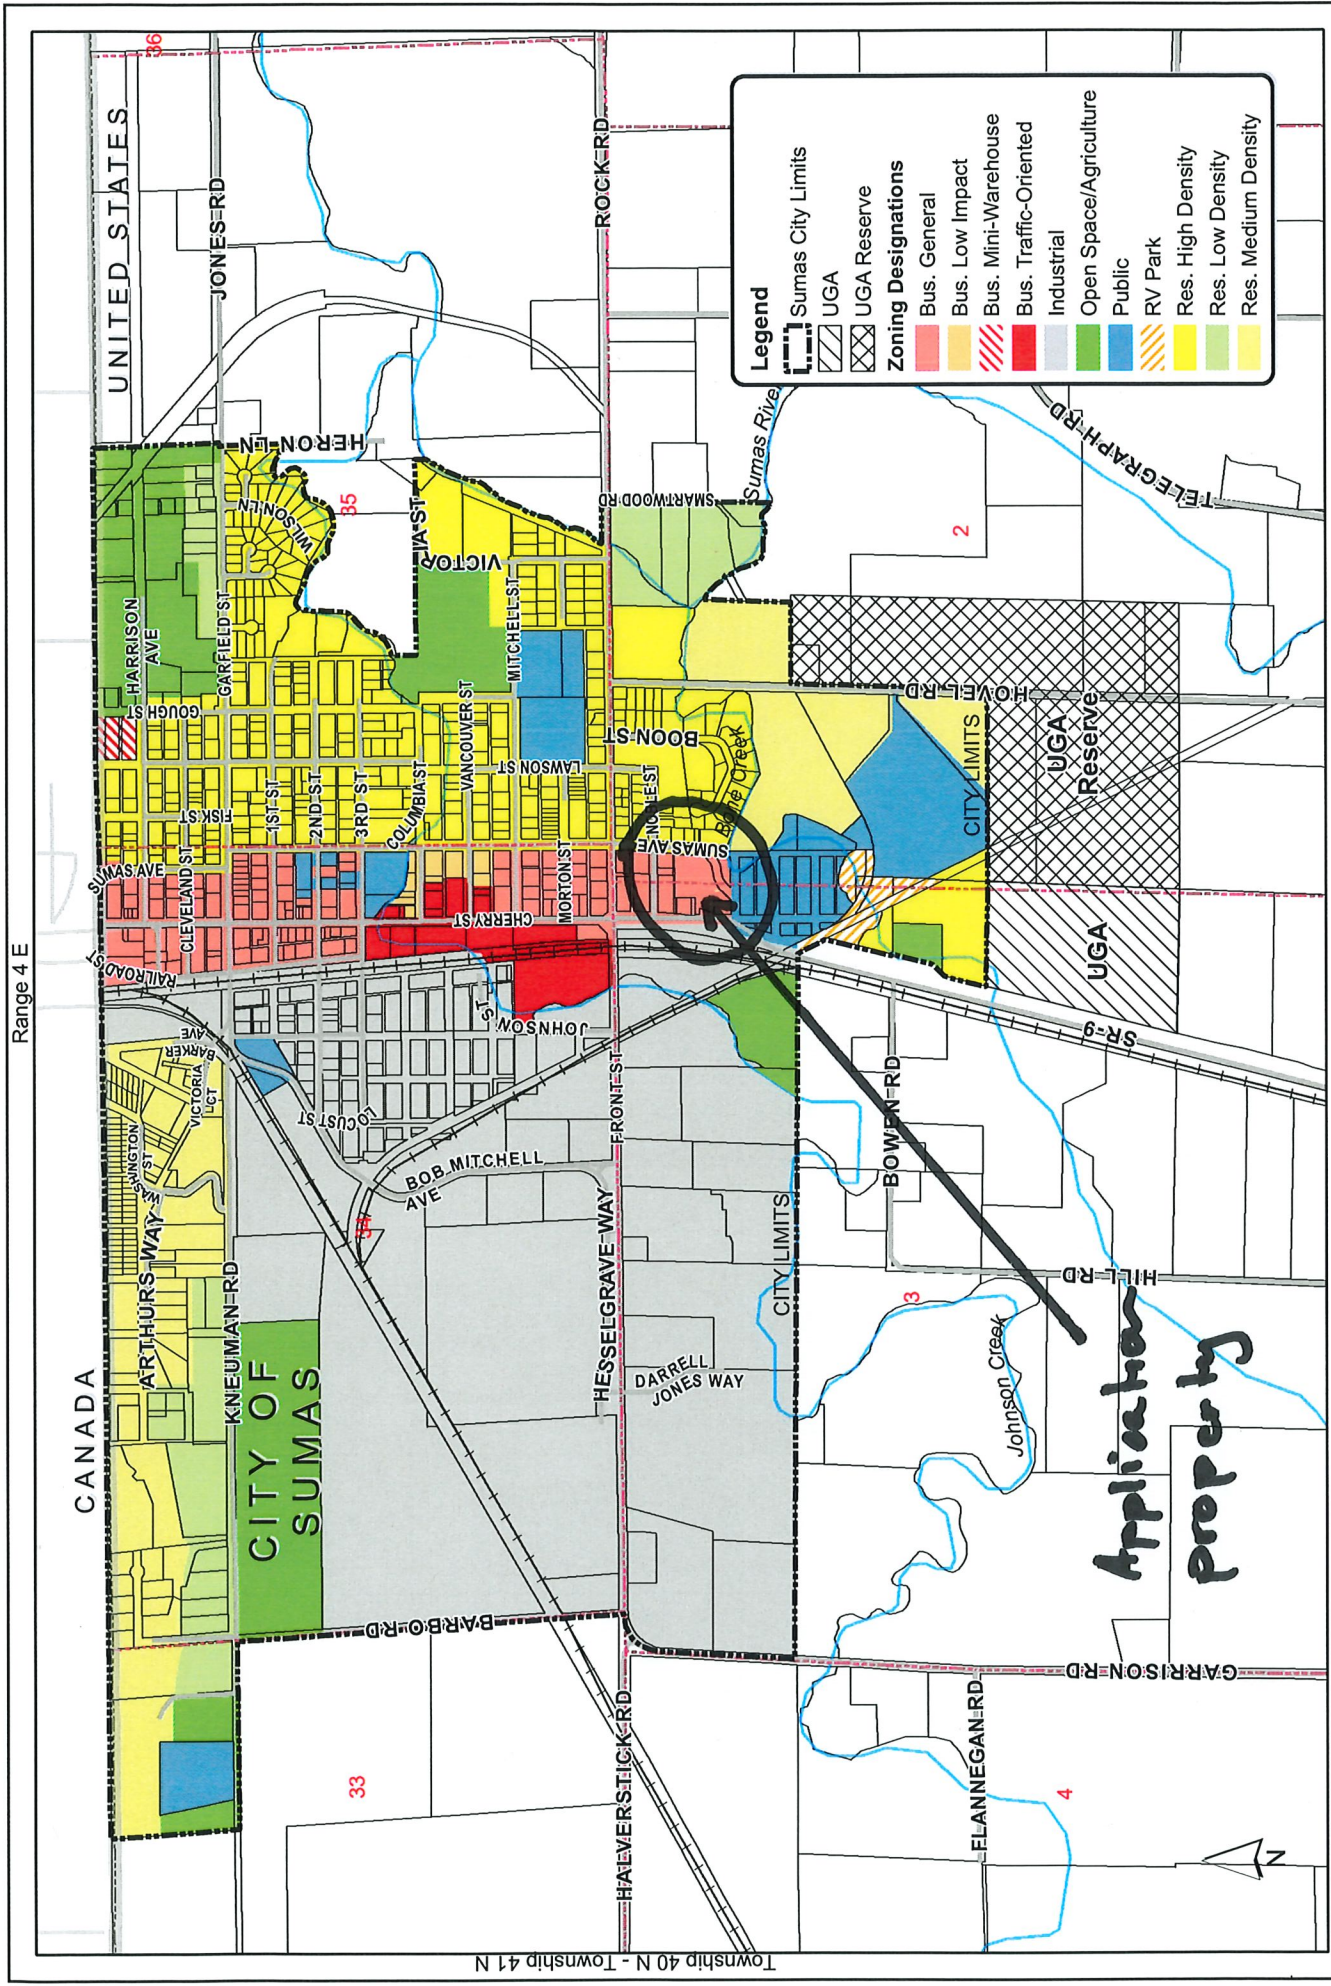 Range 4 E
Township 40 N - Township 41 N
CANADA
UNITED STATES
36
JONES RD
ROCK RD
HERON LN
WILSON LN
35
VICTORIA ST
MITCHELL ST
SMARTWOOD RD
Sumas River
HARRISON
AVE
GARFIELD ST
GOUGH ST
FISK ST
1ST ST
2ND ST
3RD ST
COLUMBIA ST
VANCOUVER ST
LAWSON ST
BOON ST
NOBLE ST
Bone Creek
SUMAS AVE
SUMAS AVE
CLEVELAND ST
CHERRY ST
MORTON ST
RAILROAD ST
JOHNSON ST
FRONT ST
BARKER
AVE
VICTORIA
CT
WASHINGTON
ST
LOCUST ST
BOB MITCHELL
AVE
34
ARTHURS WAY
KNEUMAN RD
CITY OF
SUMAS
HESSELGRAVE WAY
DARRELL
JONES WAY
CITY LIMITS
CITY LIMITS
HOVEL RD
UGA
Reserve
UGA
SR-9
BOWEN RD
HILL RD
TELEGRAPH RD
2
3
Johnson Creek
BARBO RD
HALVERSTICK RD
GARRISON RD
FLANNEGAN RD
33
4
N
Application
property
Legend
Sumas City Limits
UGA
UGA Reserve
Zoning Designations
Bus. General
Bus. Low Impact
Bus. Mini-Warehouse
Bus. Traffic-Oriented
Industrial
Open Space/Agriculture
Public
RV Park
Res. High Density
Res. Low Density
Res. Medium Density